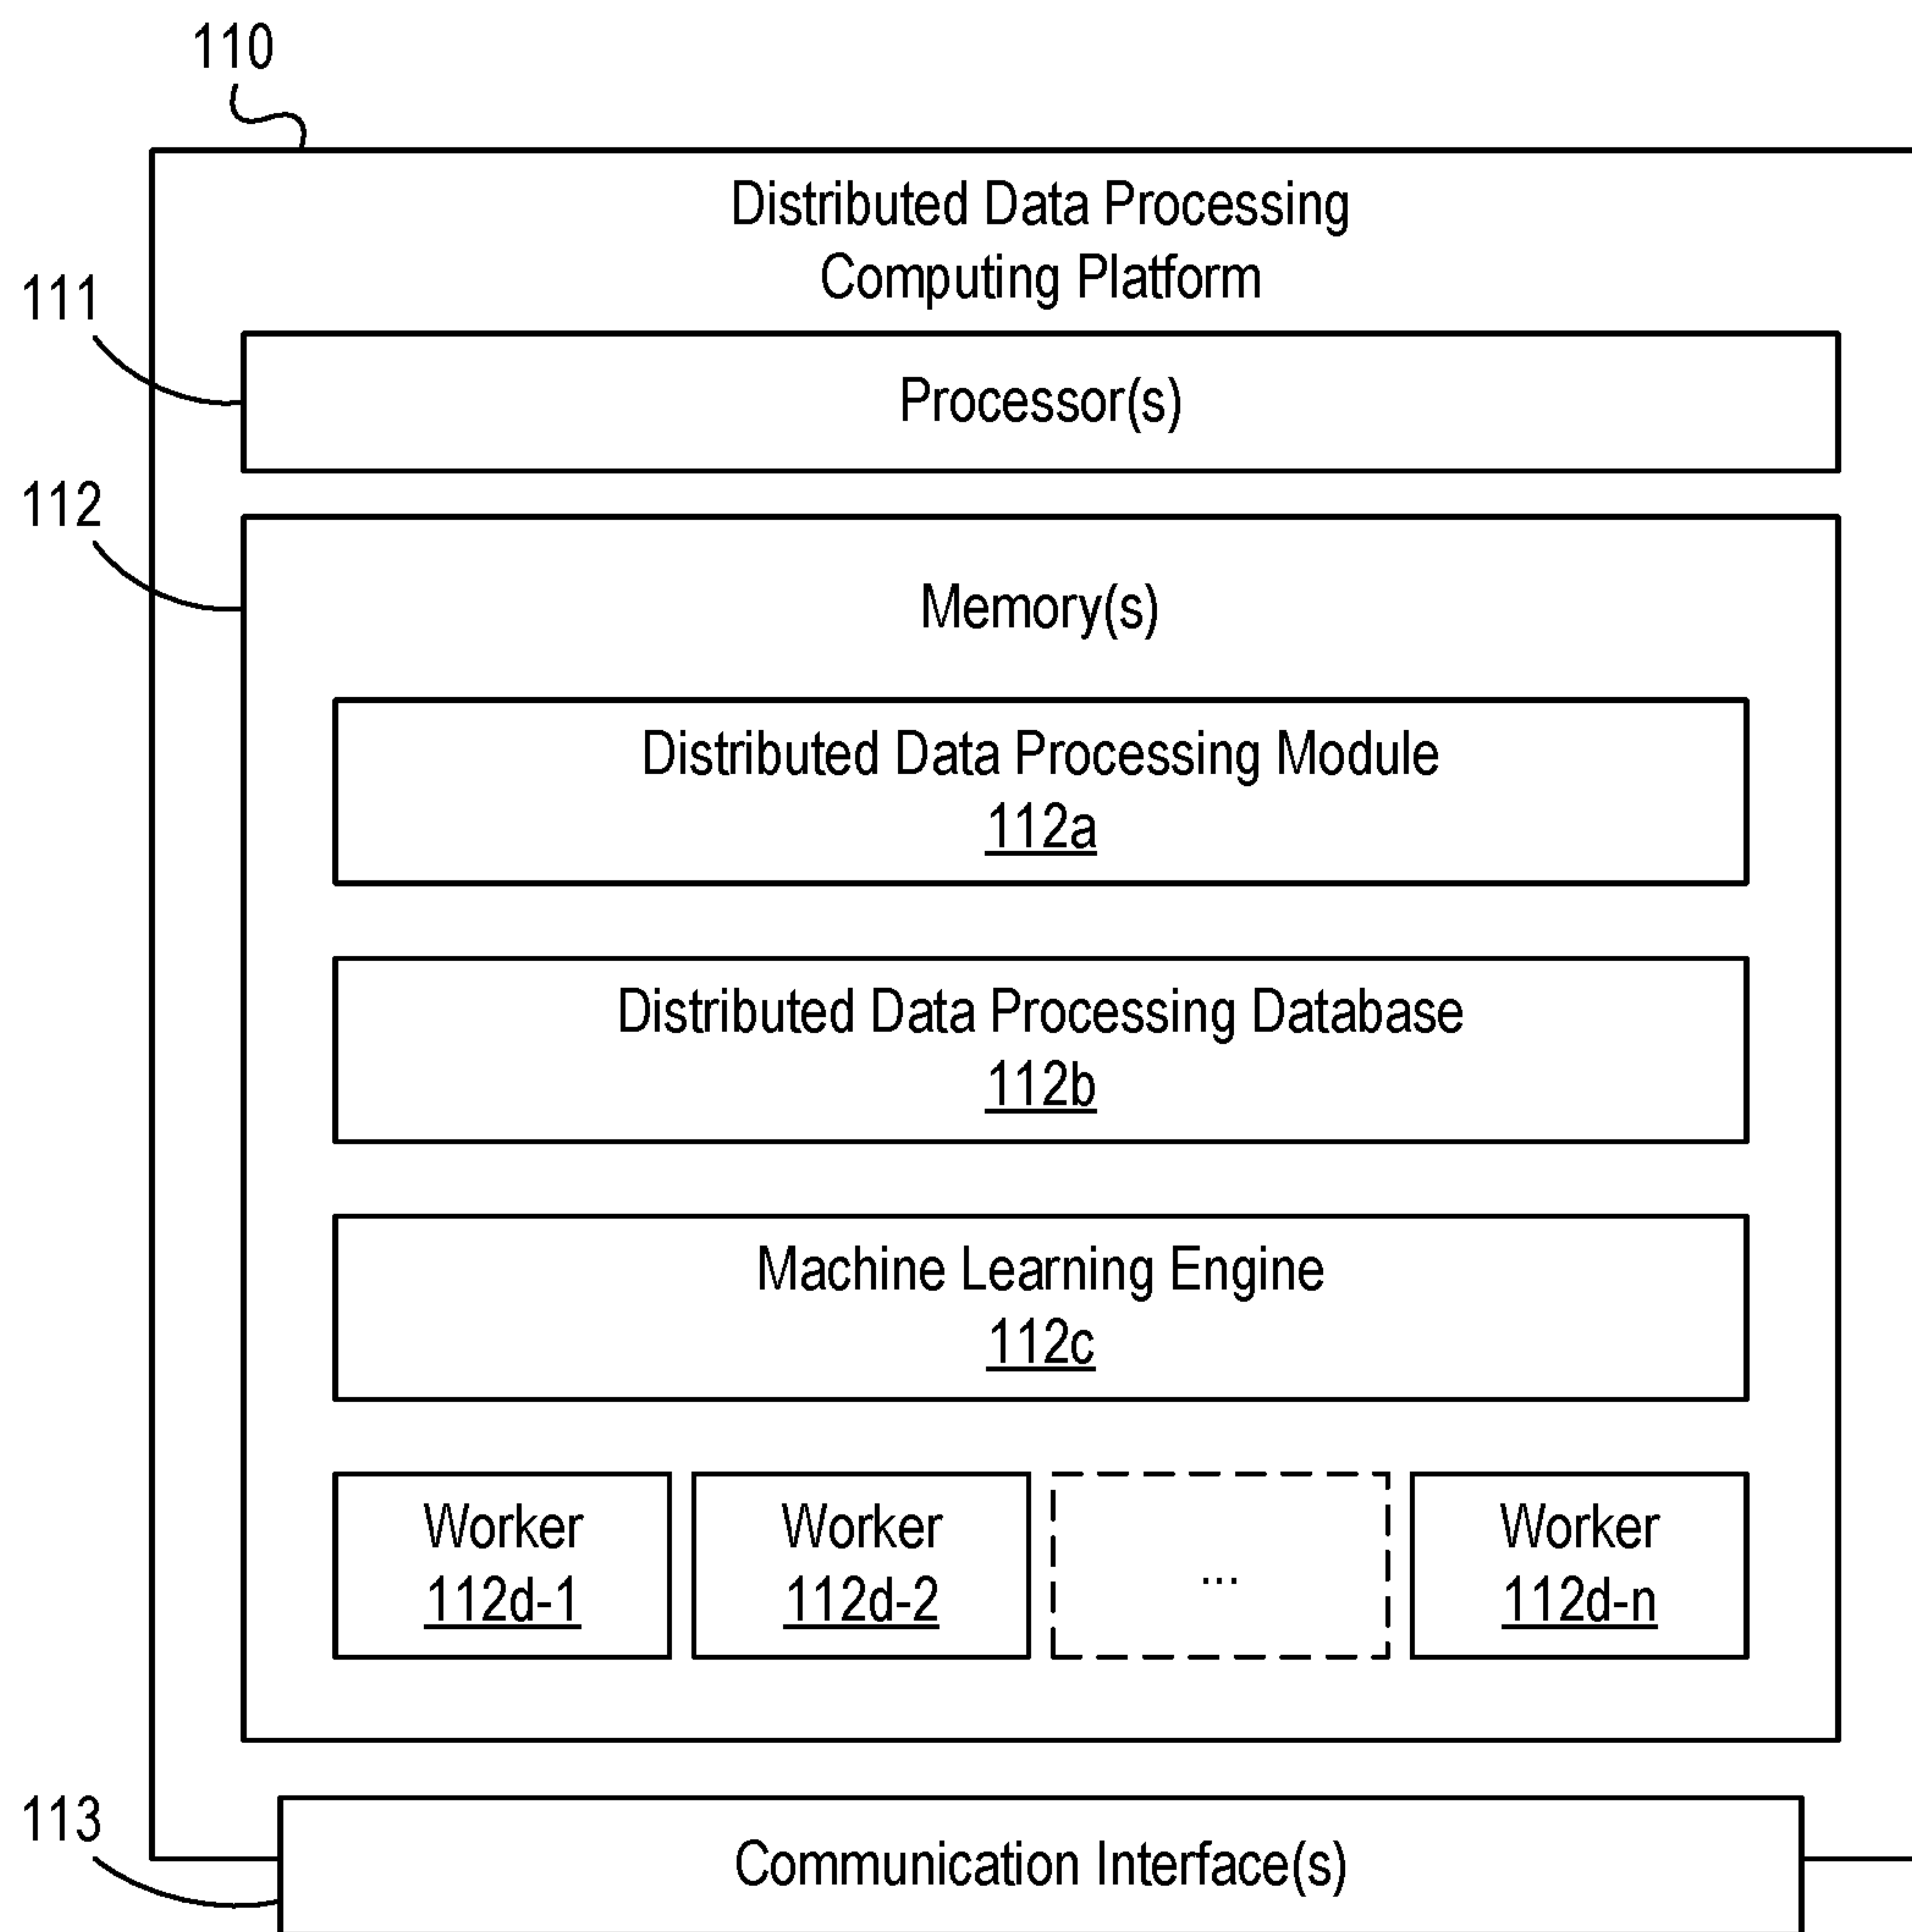 110
Distributed Data Processing
Computing Platform
111
Processor(s)
112
Memory(s)
Distributed Data Processing Module
112a
Distributed Data Processing Database
112b
Machine Learning Engine
112c
Worker
112d-1
Worker
112d-2
...
Worker
112d-n
113
Communication Interface(s)